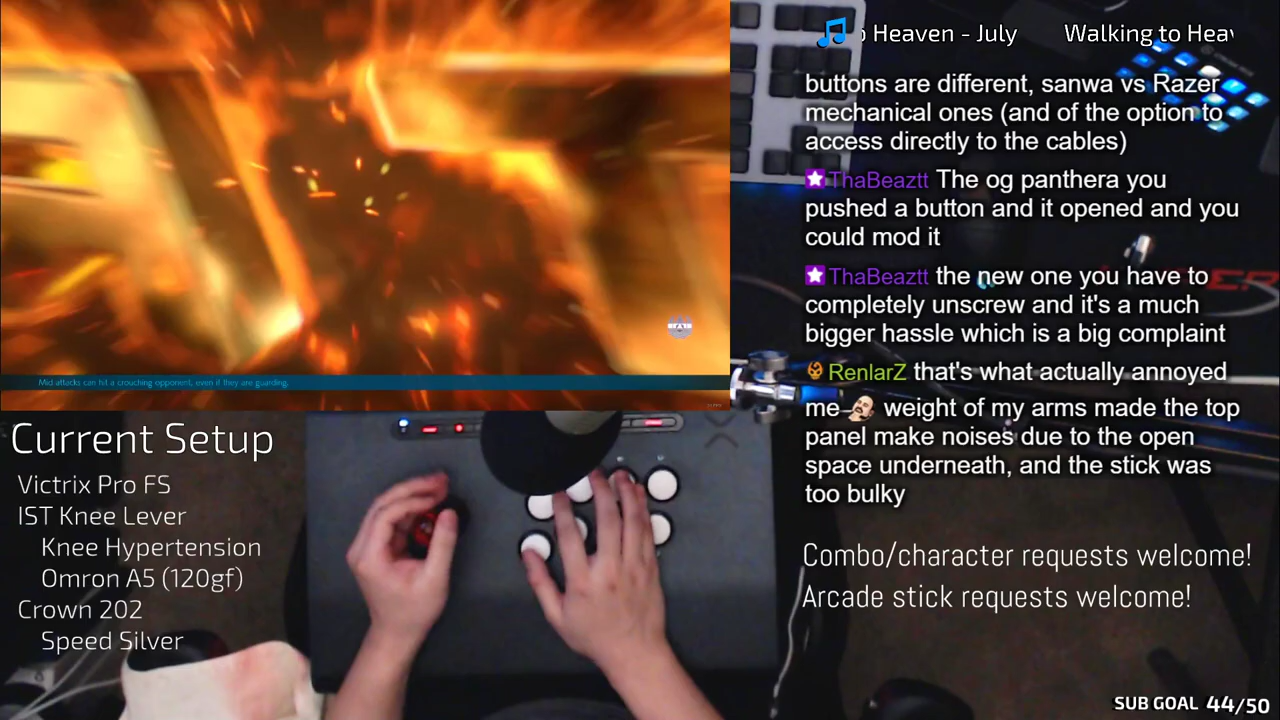 Heaven - July Walking to Hea
buttons are different, sanwa vs Razer
mechanical ones (and of the option to
access directly to the cables)
ThaBeaztt The og panthera you
pushed a button and it opened and you
could mod it
ThaBeaztt the new one you have to
completely unscrew and it's a much
bigger hassle which is a big complaint
RenlarZ that's what actually annoyed
me weight of my arms made the top
panel make noises due to the open
space underneath, and the stick was
too bulky
Mid attacks can hit a crouching opponent, even if they are guarding.
Current Setup
Victrix Pro FS
IST Knee Lever
Knee Hypertension
Omron A5 (120gf)
Crown 202
Speed Silver
Combo/character requests welcome!
Arcade stick requests welcome!
SUB GOAL 44/50